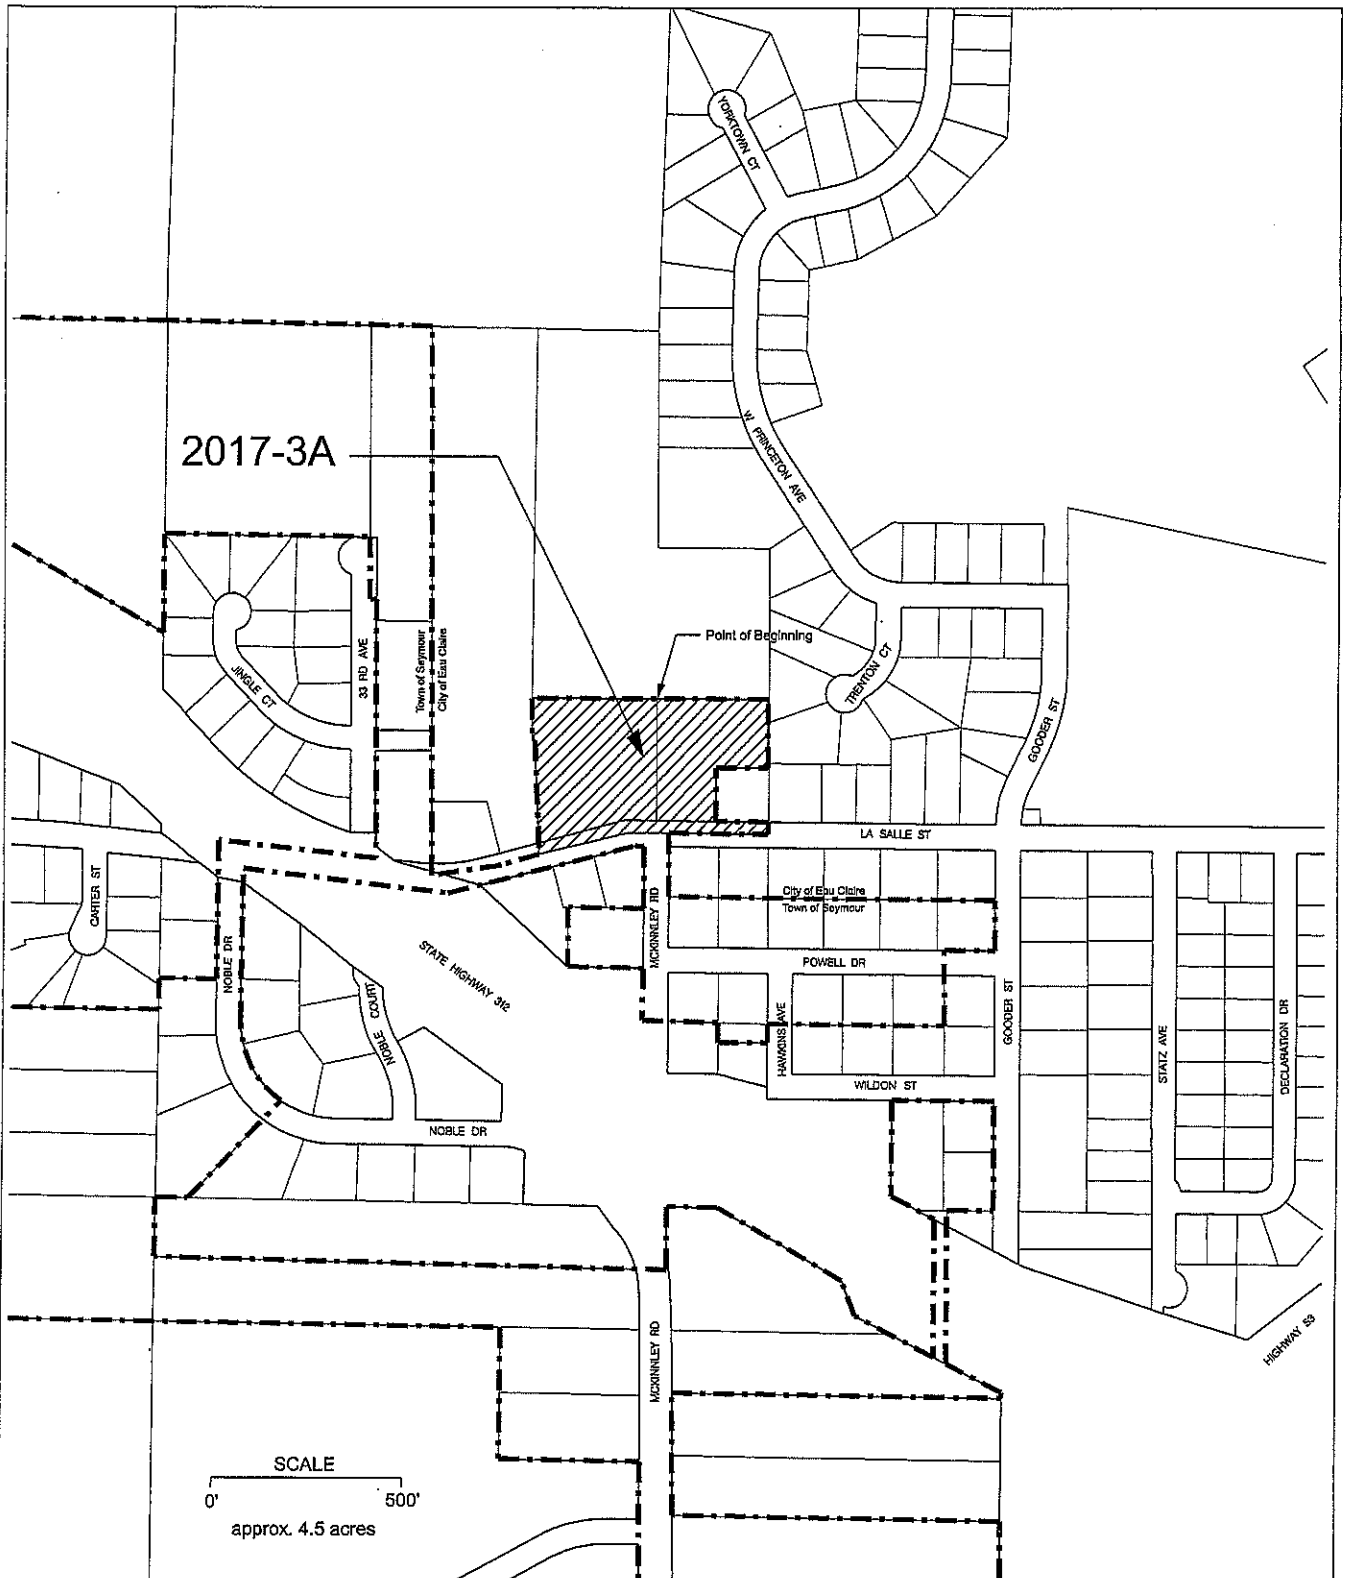 YORKTOWN CT
W PRINCETON AVE
2017-3A
Point of Beginning
33 RD AVE
Town of Seymour
City of Eau Claire
JINGLE CT
TRENTON CT
GOODER ST
LA SALLE ST
CARTER ST
NOBLE DR
STATE HIGHWAY 312
NOBLE COURT
MCKINNLEY RD
City of Eau Claire
Town of Seymour
POWELL DR
HAWKINS AVE
GOODER ST
STATZ AVE
DECLARATION DR
WILDON ST
NOBLE DR
MCKINNLEY RD
HIGHWAY 53
SCALE
0' 500'
approx. 4.5 acres